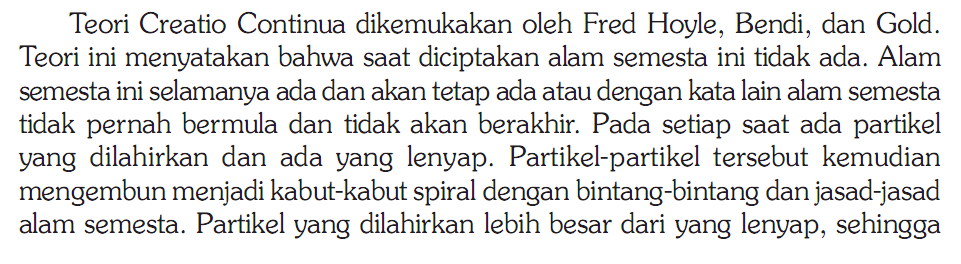 Teori Creatio Continua dikemukakan oleh Fred Hoyle, Bendi, dan Gold.
Teori ini menyatakan bahwa saat diciptakan alam semesta ini tidak ada. Alam
semesta ini selamanya ada dan akan tetap ada atau dengan kata lain alam semesta
tidak pernah bermula dan tidak akan berakhir. Pada setiap saat ada partikel
yang dilahirkan dan ada yang lenyap. Partikel-partikel tersebut kemudian
mengembun menjadi kabut-kabut spiral dengan bintang-bintang dan jasad-jasad
alam semesta. Partikel yang dilahirkan lebih besar dari yang lenyap, sehingga